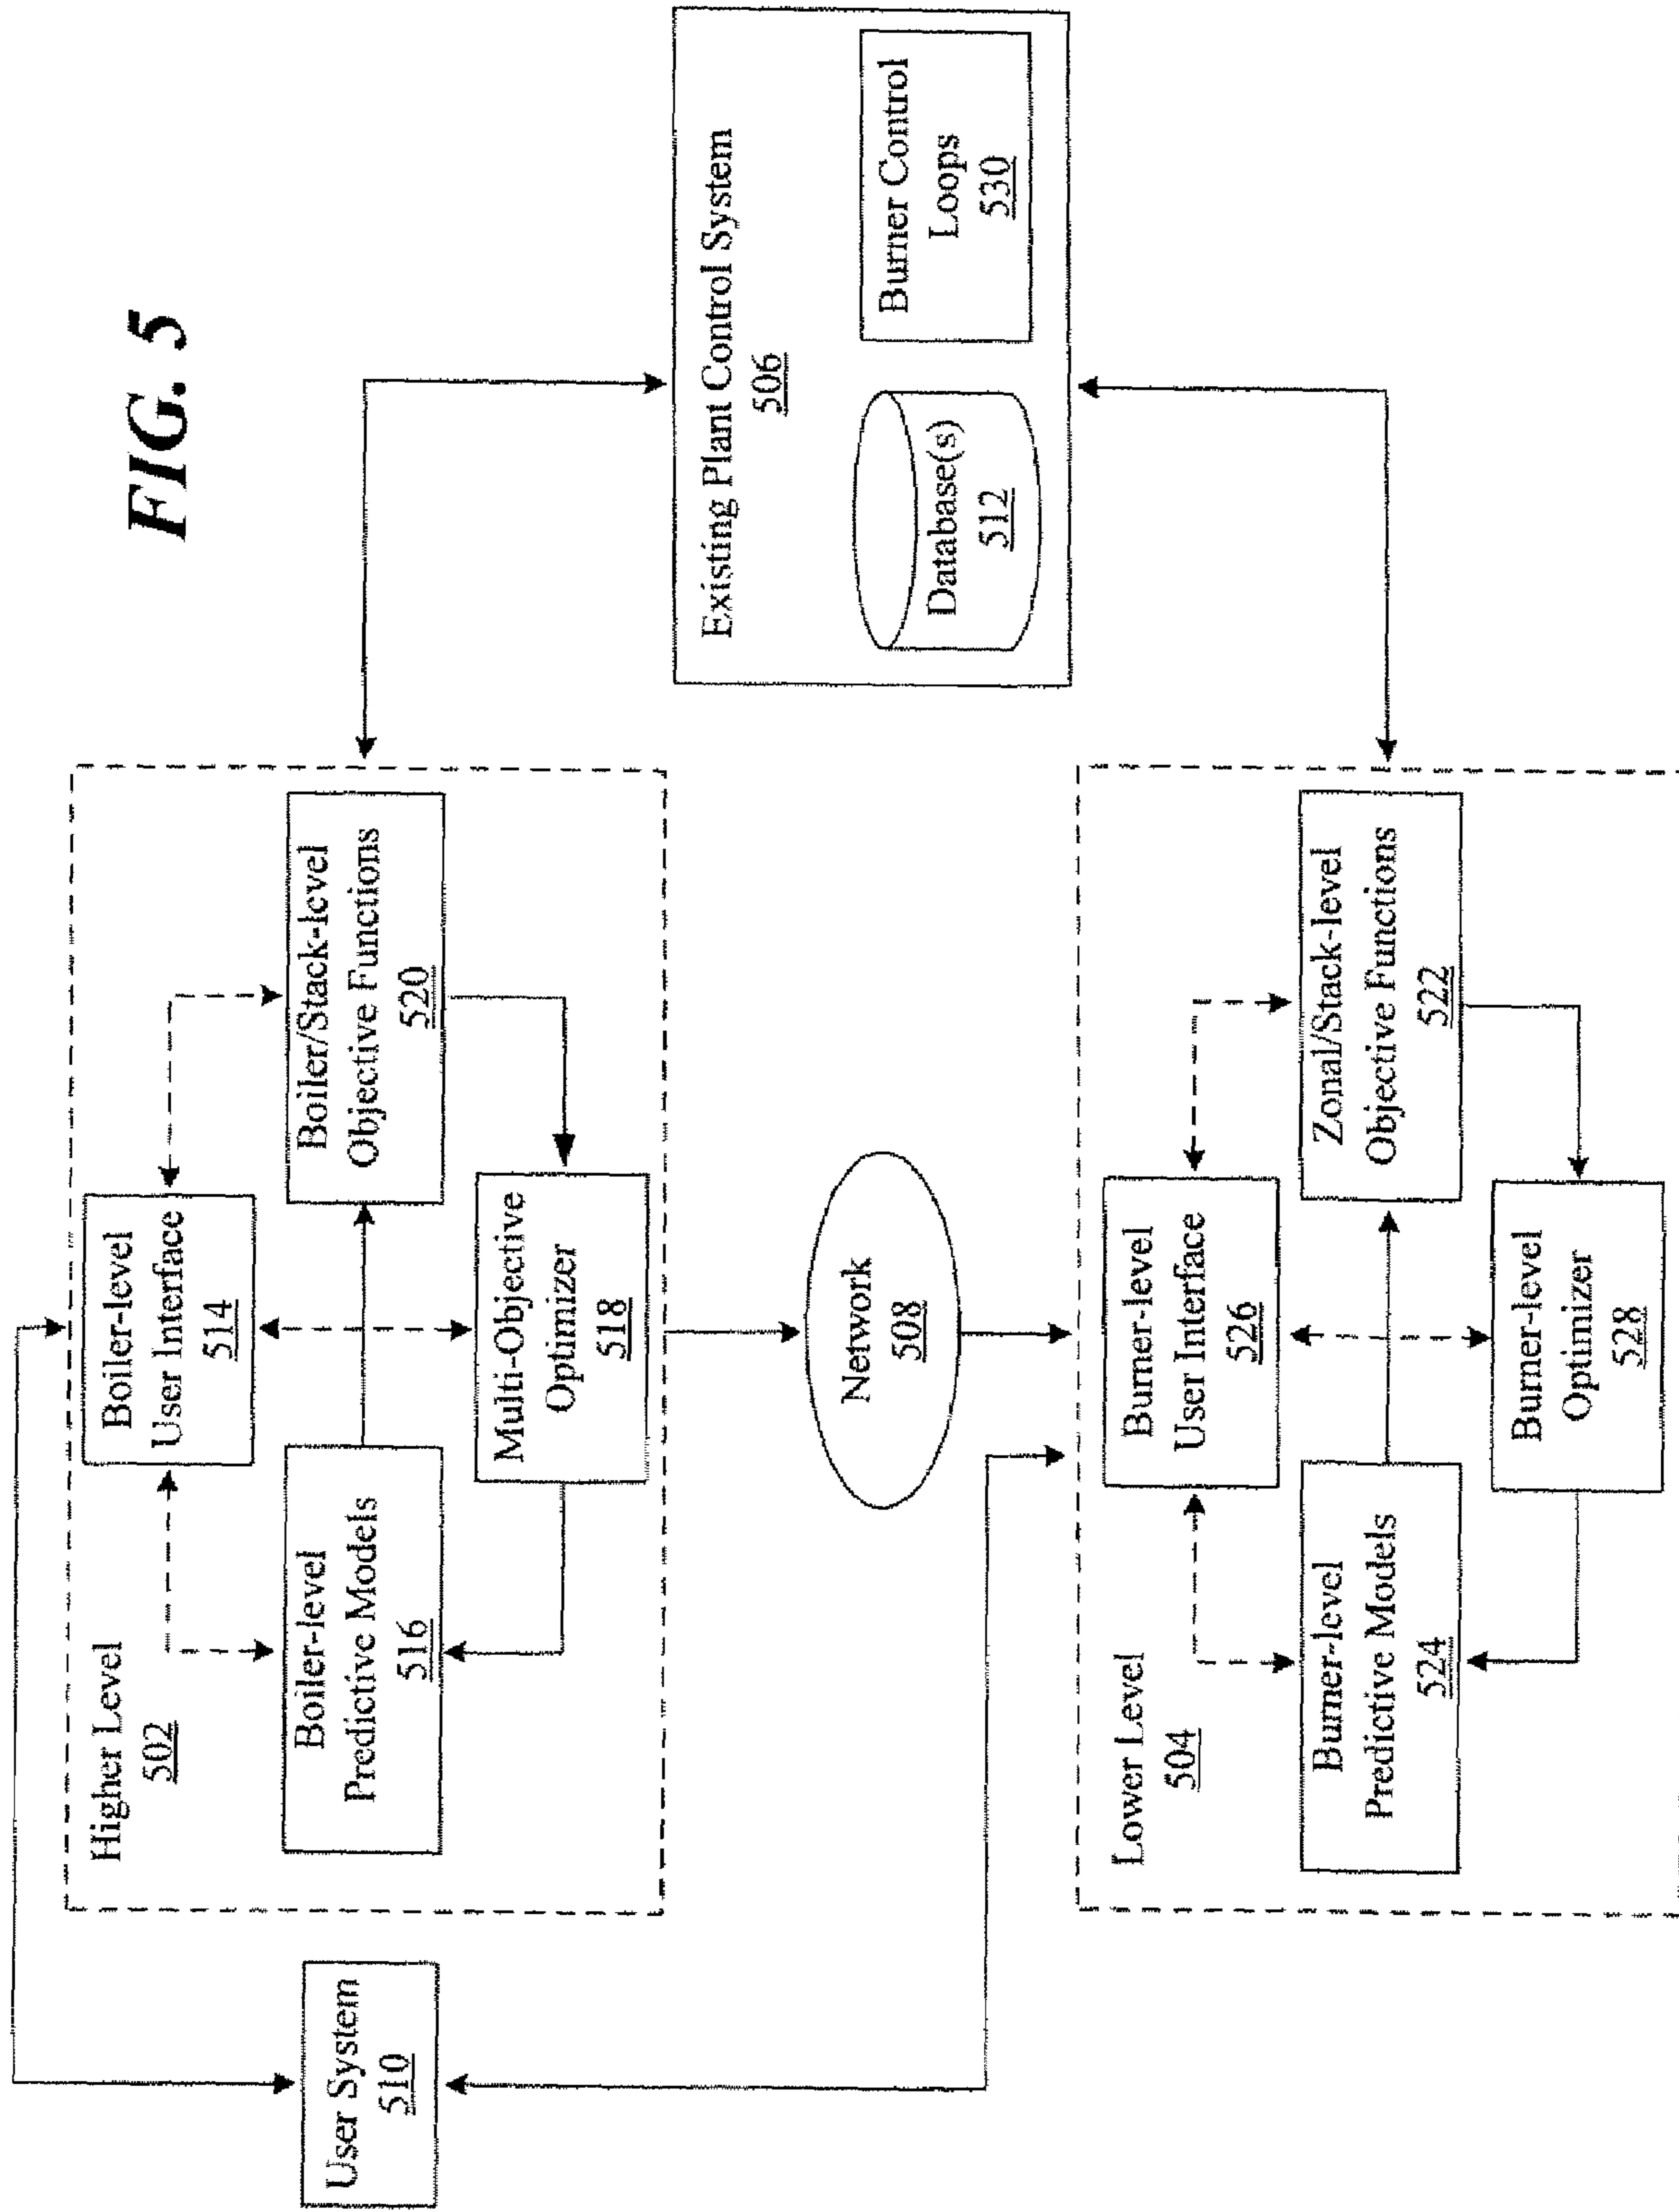 FIG. 5
User System
510
Higher Level
502
Boiler-level
User Interface
514
Boiler-level
Predictive Models
516
Boiler/Stack-level
Objective Functions
520
Multi-Objective
Optimizer
518
Network
508
Existing Plant Control System
506
Database(s)
512
Burner Control
Loops
530
Lower Level
504
Burner-level
User Interface
526
Burner-level
Predictive Models
524
Zonal/Stack-level
Objective Functions
522
Burner-level
Optimizer
528